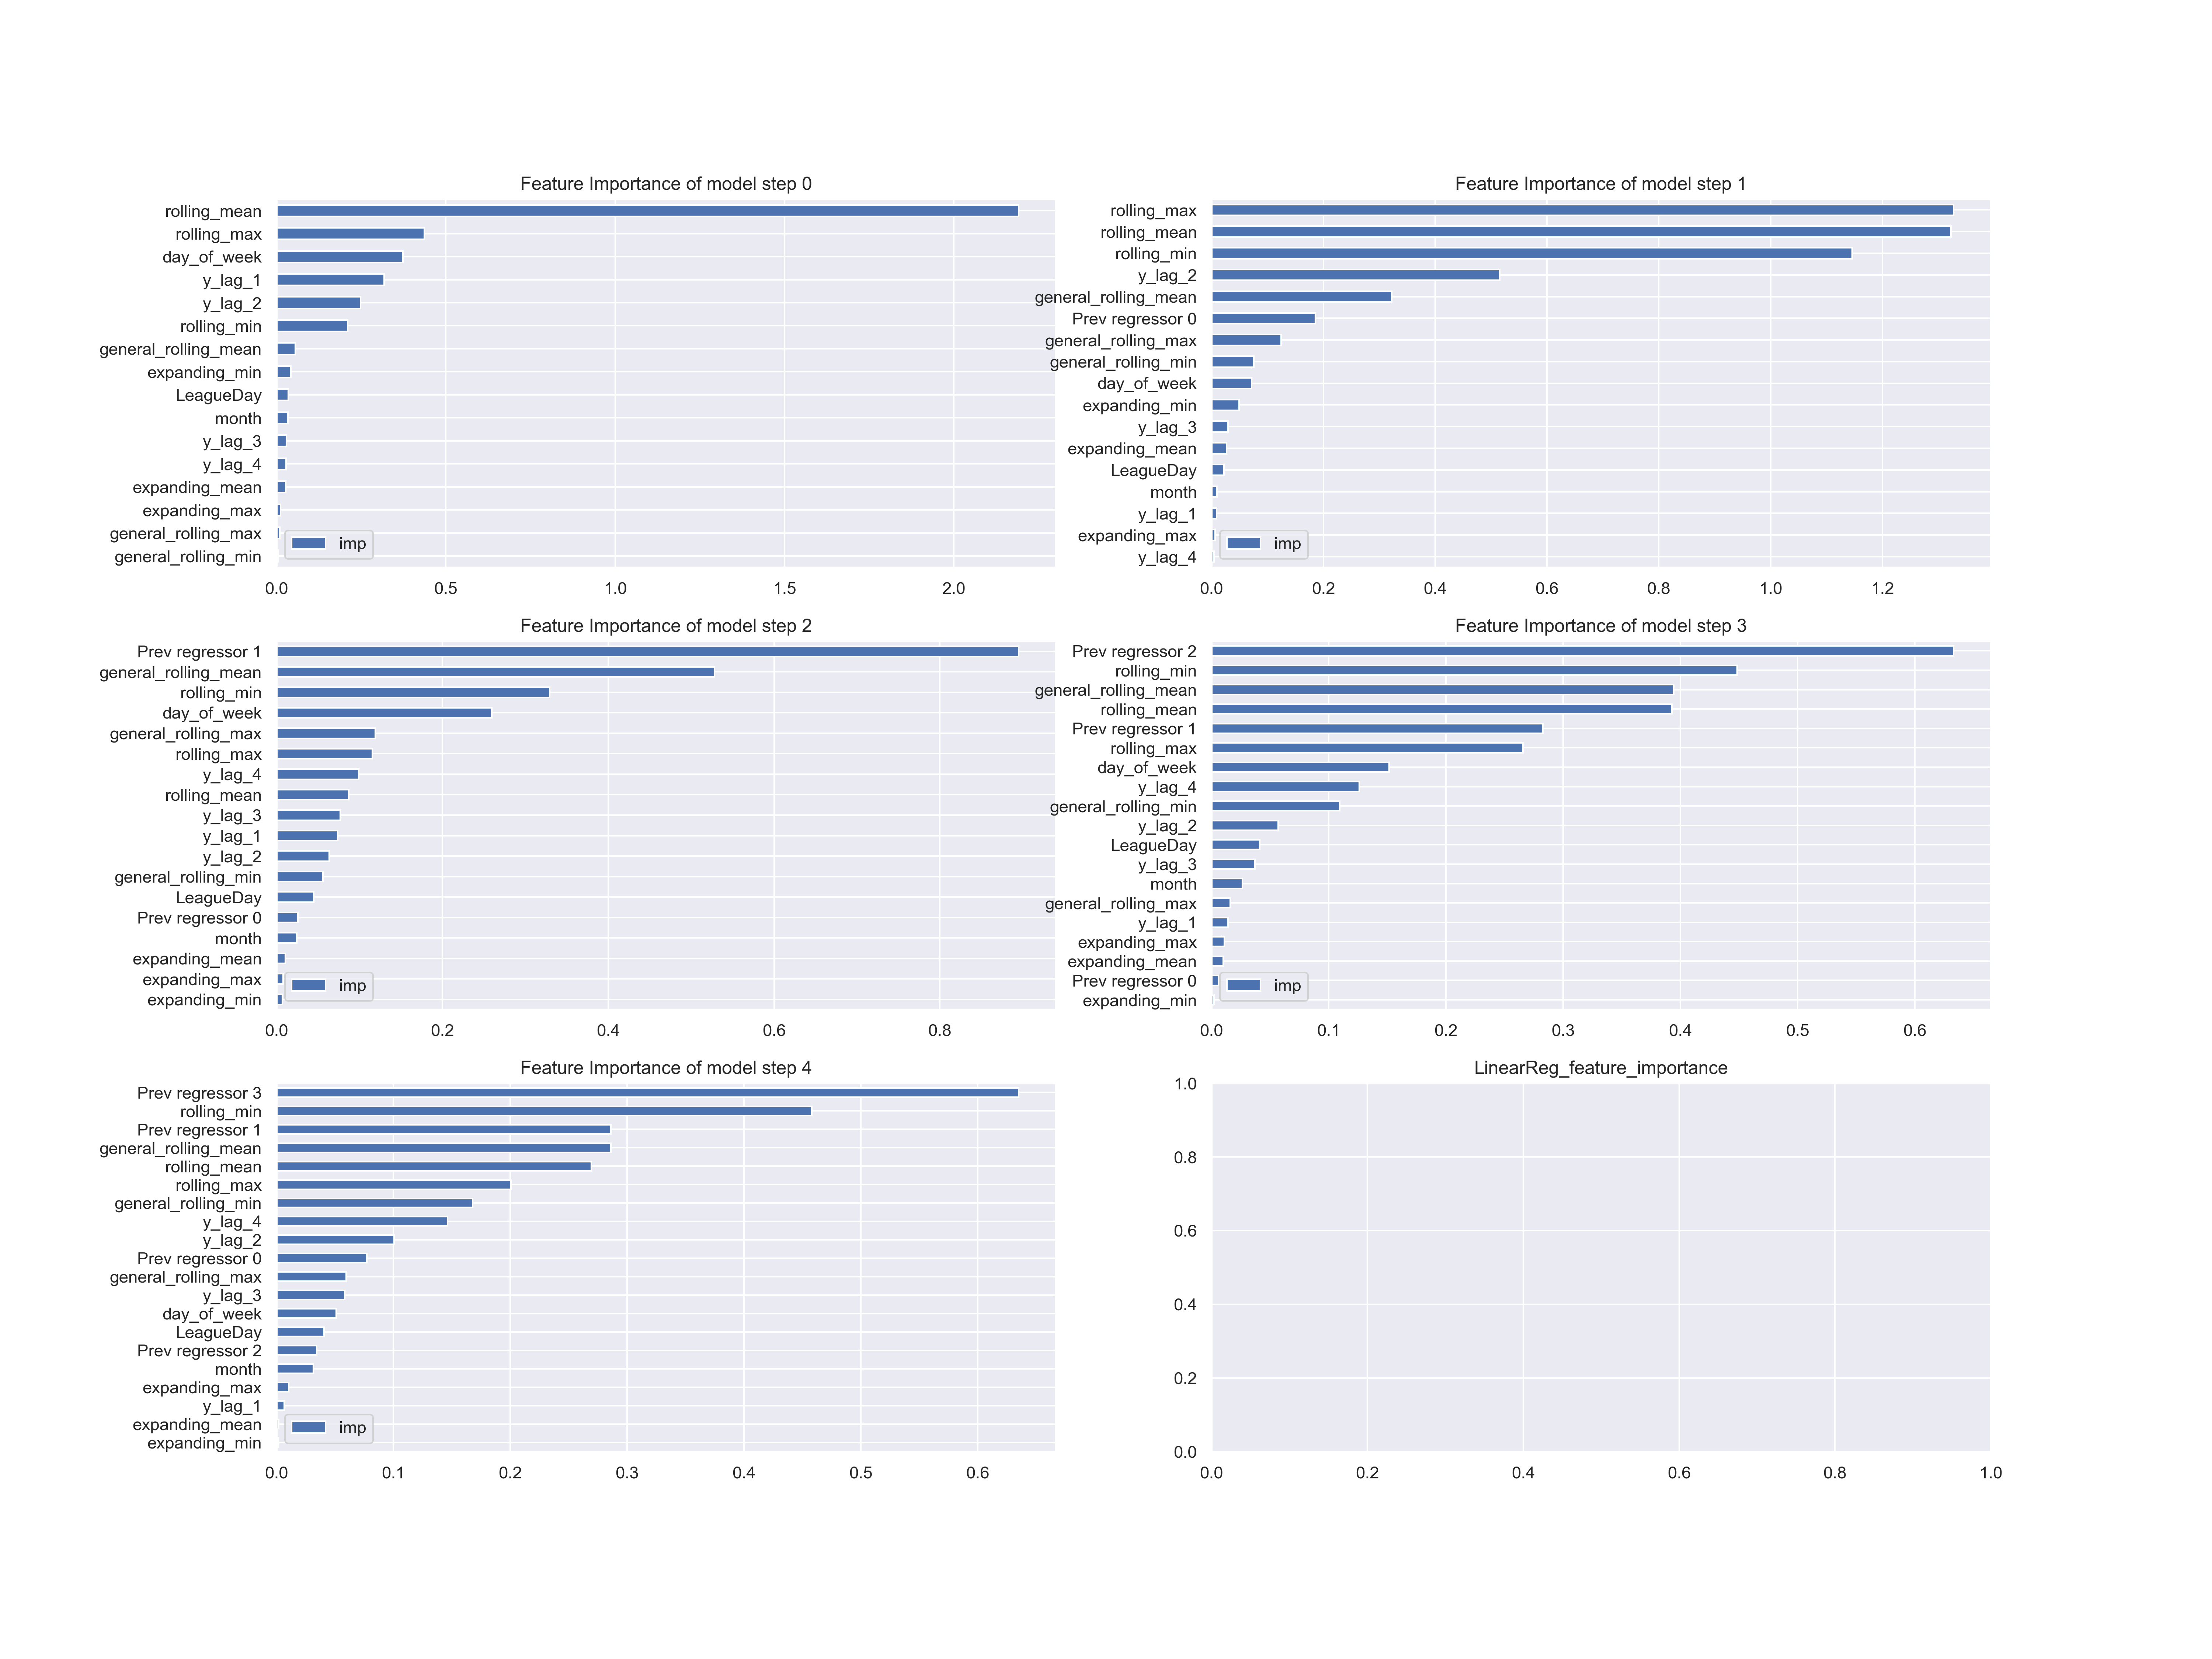 Feature Importance of model step 0
rolling_mean
rolling_max
day_of_week
y_lag_1
y_lag_2
rolling_min
general_rolling_mean
expanding_min
LeagueDay
month
y_lag_3
y_lag_4
expanding_mean
expanding_max
general_rolling_max
general_rolling_min
imp
0.0 0.5 1.0 1.5 2.0
Feature Importance of model step 1
rolling_max
rolling_mean
rolling_min
y_lag_2
general_rolling_mean
Prev regressor 0
general_rolling_max
general_rolling_min
day_of_week
expanding_min
y_lag_3
expanding_mean
LeagueDay
month
y_lag_1
expanding_max
y_lag_4
imp
0.0 0.2 0.4 0.6 0.8 1.0 1.2
Feature Importance of model step 2
Prev regressor 1
general_rolling_mean
rolling_min
day_of_week
general_rolling_max
rolling_max
y_lag_4
rolling_mean
y_lag_3
y_lag_1
y_lag_2
general_rolling_min
LeagueDay
Prev regressor 0
month
expanding_mean
expanding_max
expanding_min
imp
0.0 0.2 0.4 0.6 0.8
Feature Importance of model step 3
Prev regressor 2
rolling_min
general_rolling_mean
rolling_mean
Prev regressor 1
rolling_max
day_of_week
y_lag_4
general_rolling_min
y_lag_2
LeagueDay
y_lag_3
month
general_rolling_max
y_lag_1
expanding_max
expanding_mean
Prev regressor 0
expanding_min
imp
0.0 0.1 0.2 0.3 0.4 0.5 0.6
Feature Importance of model step 4
Prev regressor 3
rolling_min
Prev regressor 1
general_rolling_mean
rolling_mean
rolling_max
general_rolling_min
y_lag_4
y_lag_2
Prev regressor 0
general_rolling_max
y_lag_3
day_of_week
LeagueDay
Prev regressor 2
month
expanding_max
y_lag_1
expanding_mean
expanding_min
imp
0.0 0.1 0.2 0.3 0.4 0.5 0.6
LinearReg_feature_importance
1.0
0.8
0.6
0.4
0.2
0.0
0.0 0.2 0.4 0.6 0.8 1.0